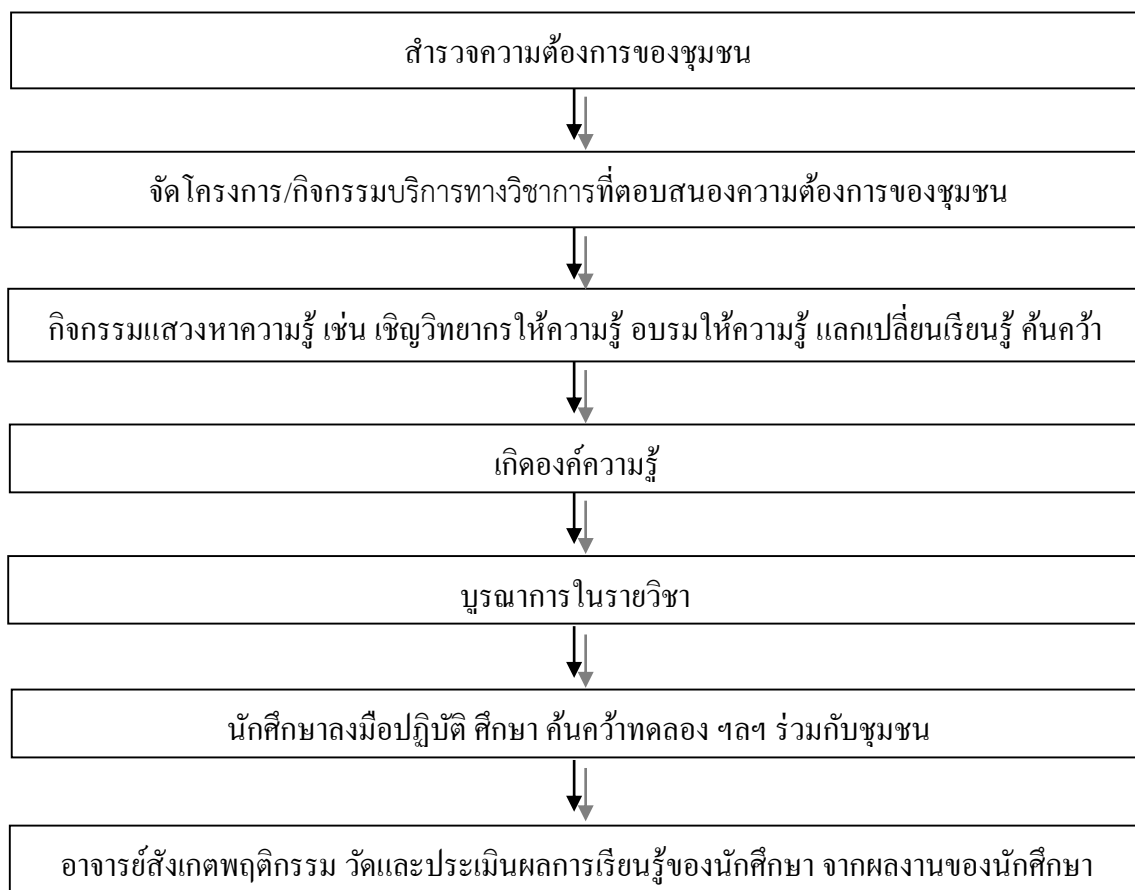 สำรวจความต้องการของชุมชน
จัดโครงการ/กิจกรรมบริการทางวิชาการที่ตอบสนองความต้องการของชุมชน
กิจกรรมแสวงหาความรู้ เช่น เชิญวิทยากรให้ความรู้ อบรมให้ความรู้ แลกเปลี่ยนเรียนรู้ ค้นคว้า
เกิดองค์ความรู้
บูรณาการในรายวิชา
นักศึกษาลงมือปฏิบัติ ศึกษา ค้นคว้าทดลอง ฯลฯ ร่วมกับชุมชน
อาจารย์สังเกตพฤติกรรม วัดและประเมินผลการเรียนรู้ของนักศึกษา จากผลงานของนักศึกษา